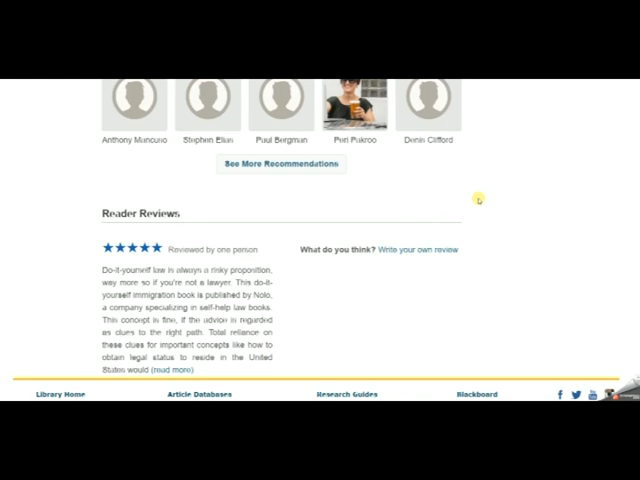 Anthony Mancuso Stephen Elias Paul Bergman Peri Pakroo Denis Clifford
See More Recommendations
Reader Reviews
Reviewed by one person What do you think? Write your own review
Do-it-yourself law is always a risky proposition,
way more so if you're not a lawyer. This do-it-
yourself immigration book is published by Nolo,
a company specializing in self-help law books.
This concept is fine, if the advice is regarded
as clues to the right path. Total reliance on
these clues for important concepts like how to
obtain legal status to reside in the United
States would (read more)
Library Home Article Databases Research Guides Blackboard